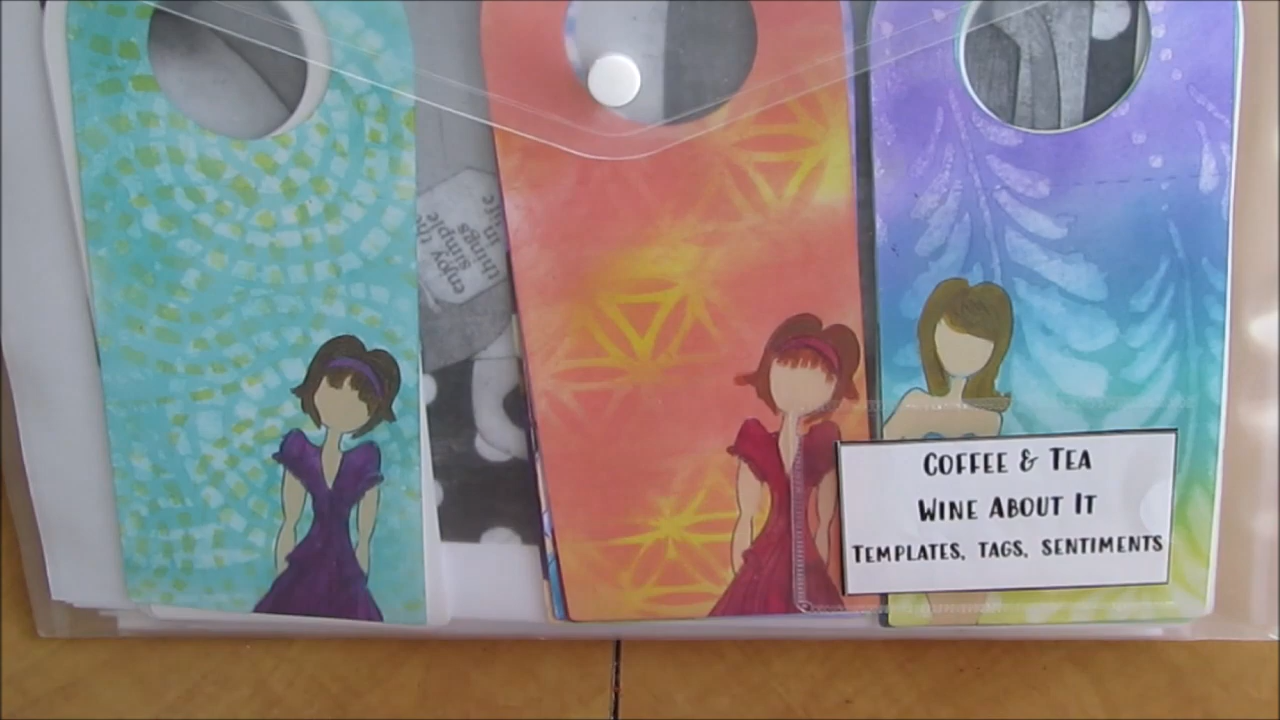 enjoy the
simple
things
in life
COFFEE & TEA
WINE ABOUT IT
TEMPLATES, TAGS, SENTIMENTS